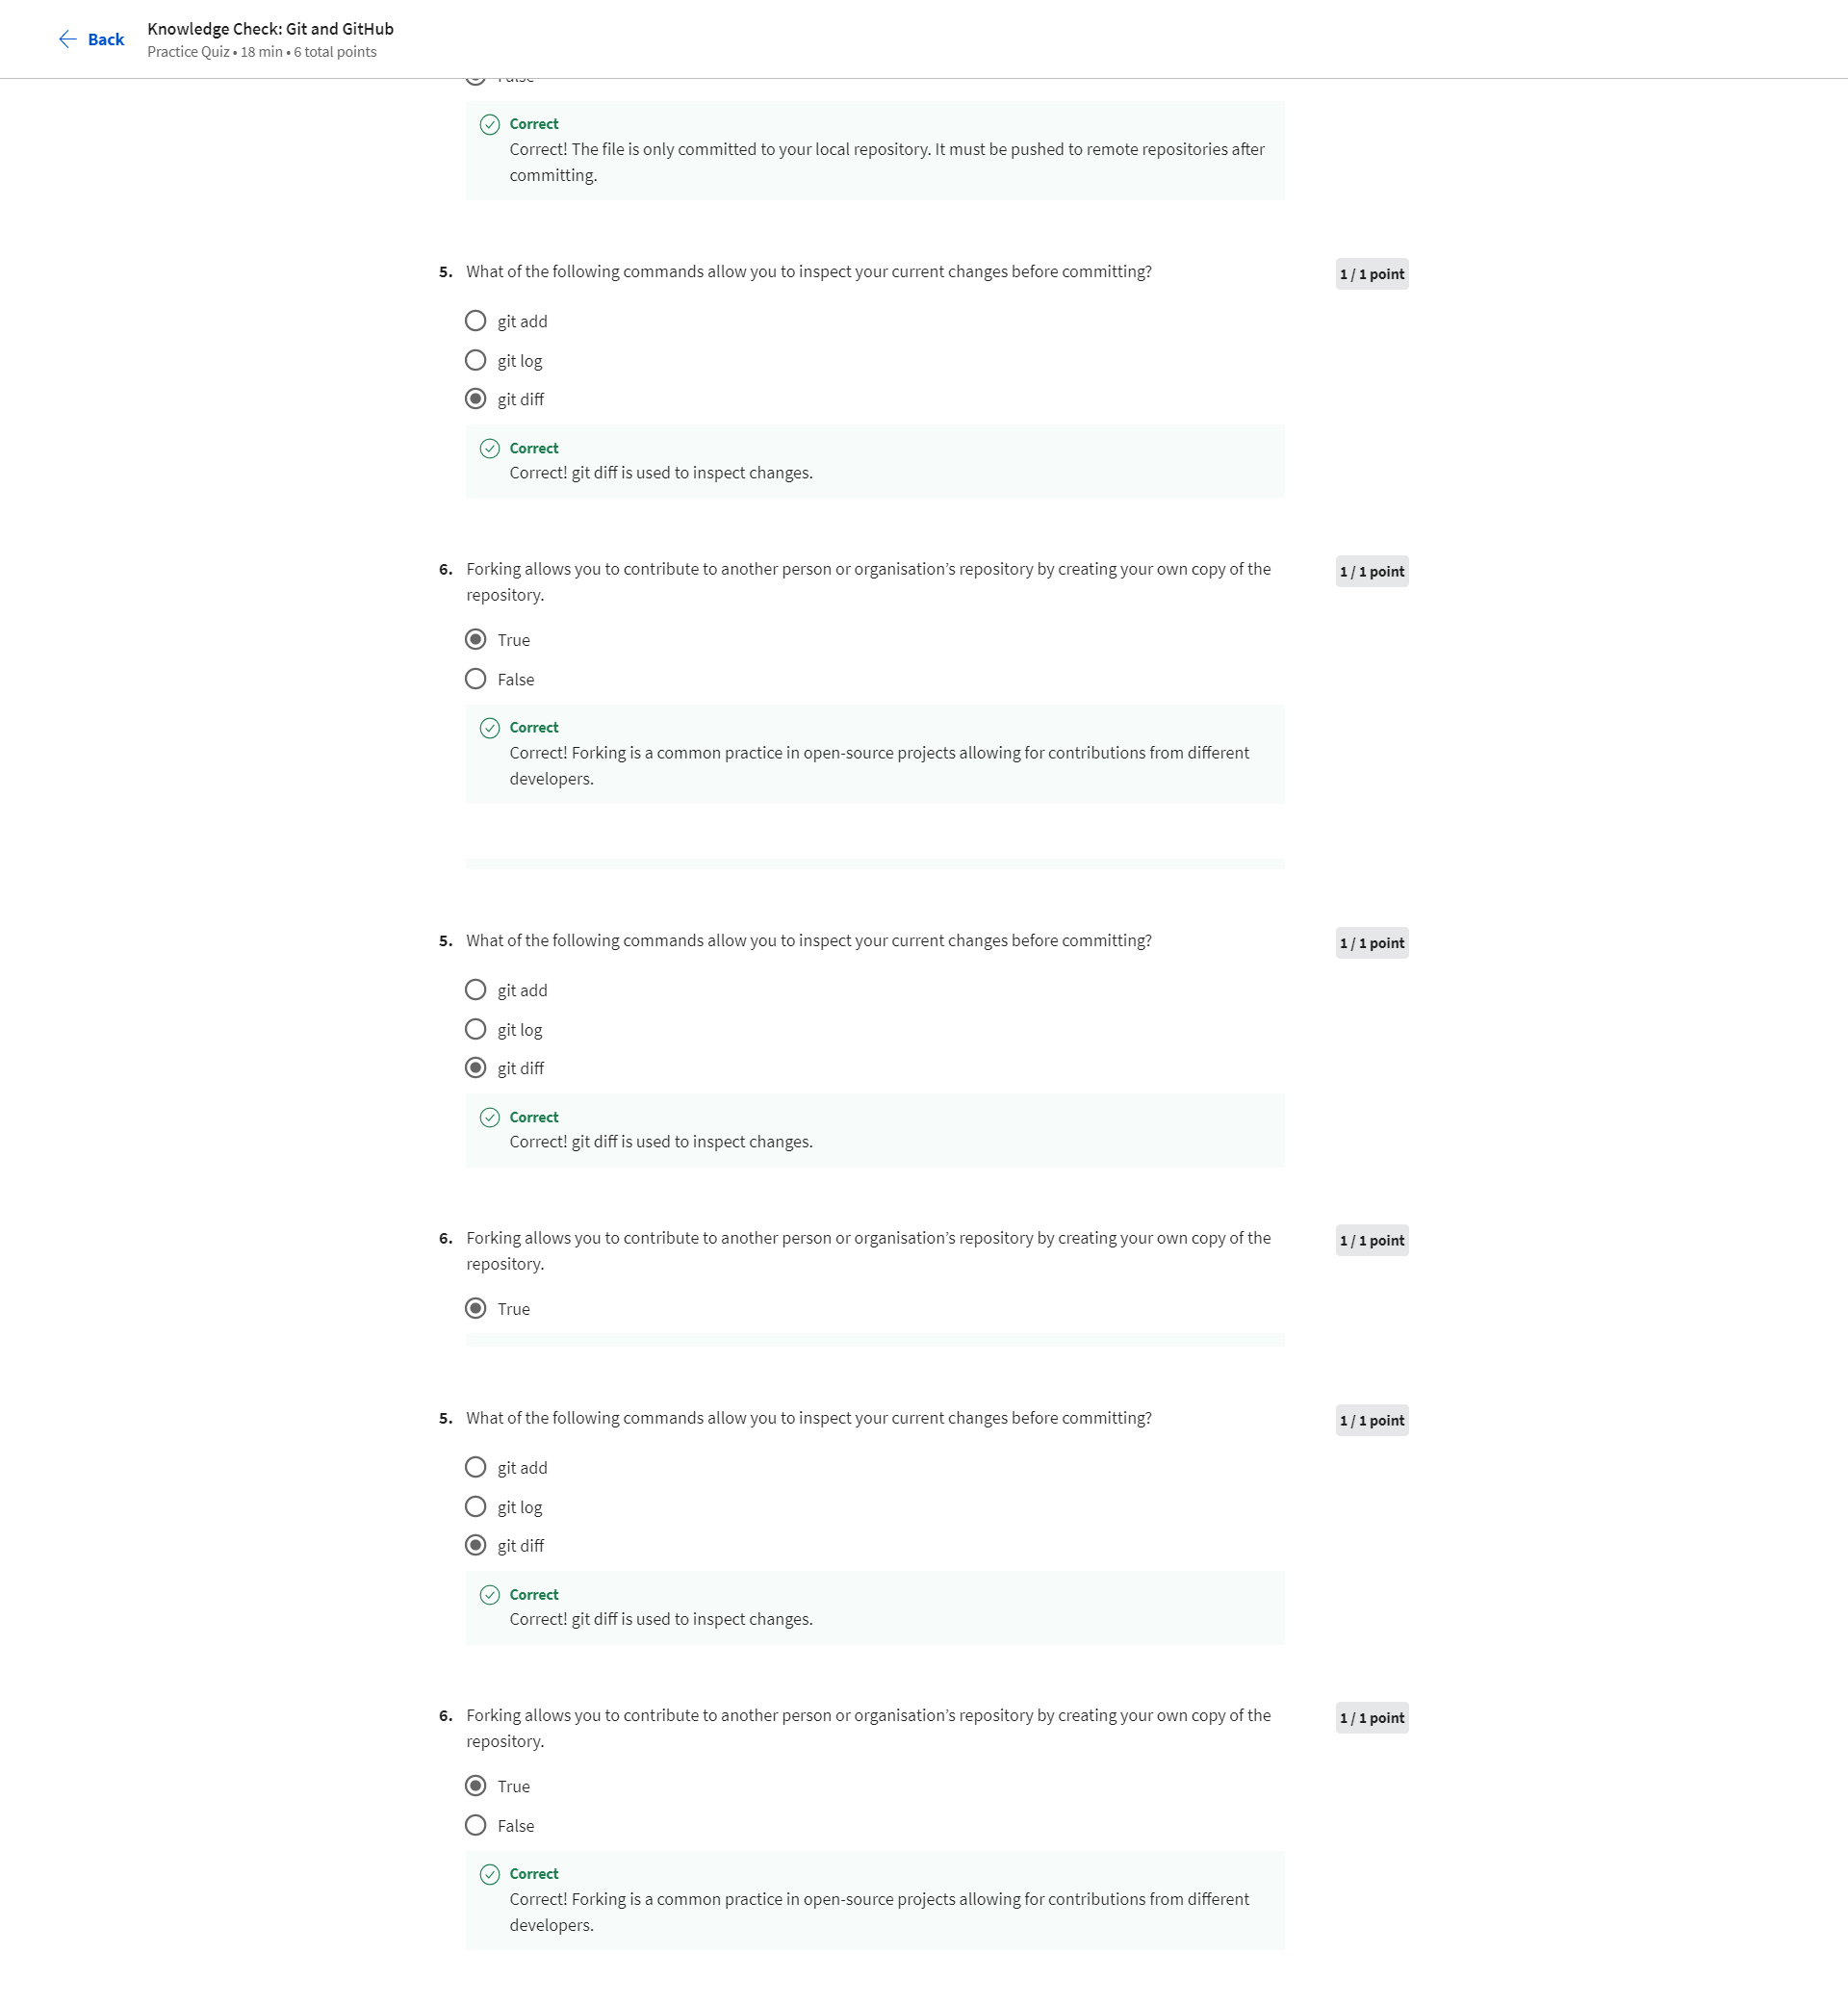 Back
Knowledge Check: Git and GitHub
Practice Quiz • 18 min • 6 total points
False
Correct
Correct! The file is only committed to your local repository. It must be pushed to remote repositories after
committing.
5. What of the following commands allow you to inspect your current changes before committing?
1 / 1 point
git add
git log
git diff
Correct
Correct! git diff is used to inspect changes.
6. Forking allows you to contribute to another person or organisation’s repository by creating your own copy of the
repository.
1 / 1 point
True
False
Correct
Correct! Forking is a common practice in open-source projects allowing for contributions from different
developers.
5. What of the following commands allow you to inspect your current changes before committing?
1 / 1 point
git add
git log
git diff
Correct
Correct! git diff is used to inspect changes.
6. Forking allows you to contribute to another person or organisation’s repository by creating your own copy of the
repository.
1 / 1 point
True
5. What of the following commands allow you to inspect your current changes before committing?
1 / 1 point
git add
git log
git diff
Correct
Correct! git diff is used to inspect changes.
6. Forking allows you to contribute to another person or organisation’s repository by creating your own copy of the
repository.
1 / 1 point
True
False
Correct
Correct! Forking is a common practice in open-source projects allowing for contributions from different
developers.